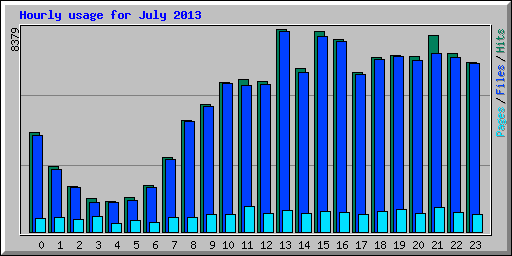 Hourly usage for July 2013
8379
Pages/Files/Hits
0 1 2 3 4 5 6 7 8 9 10 11 12 13 14 15 16 17 18 19 20 21 22 23